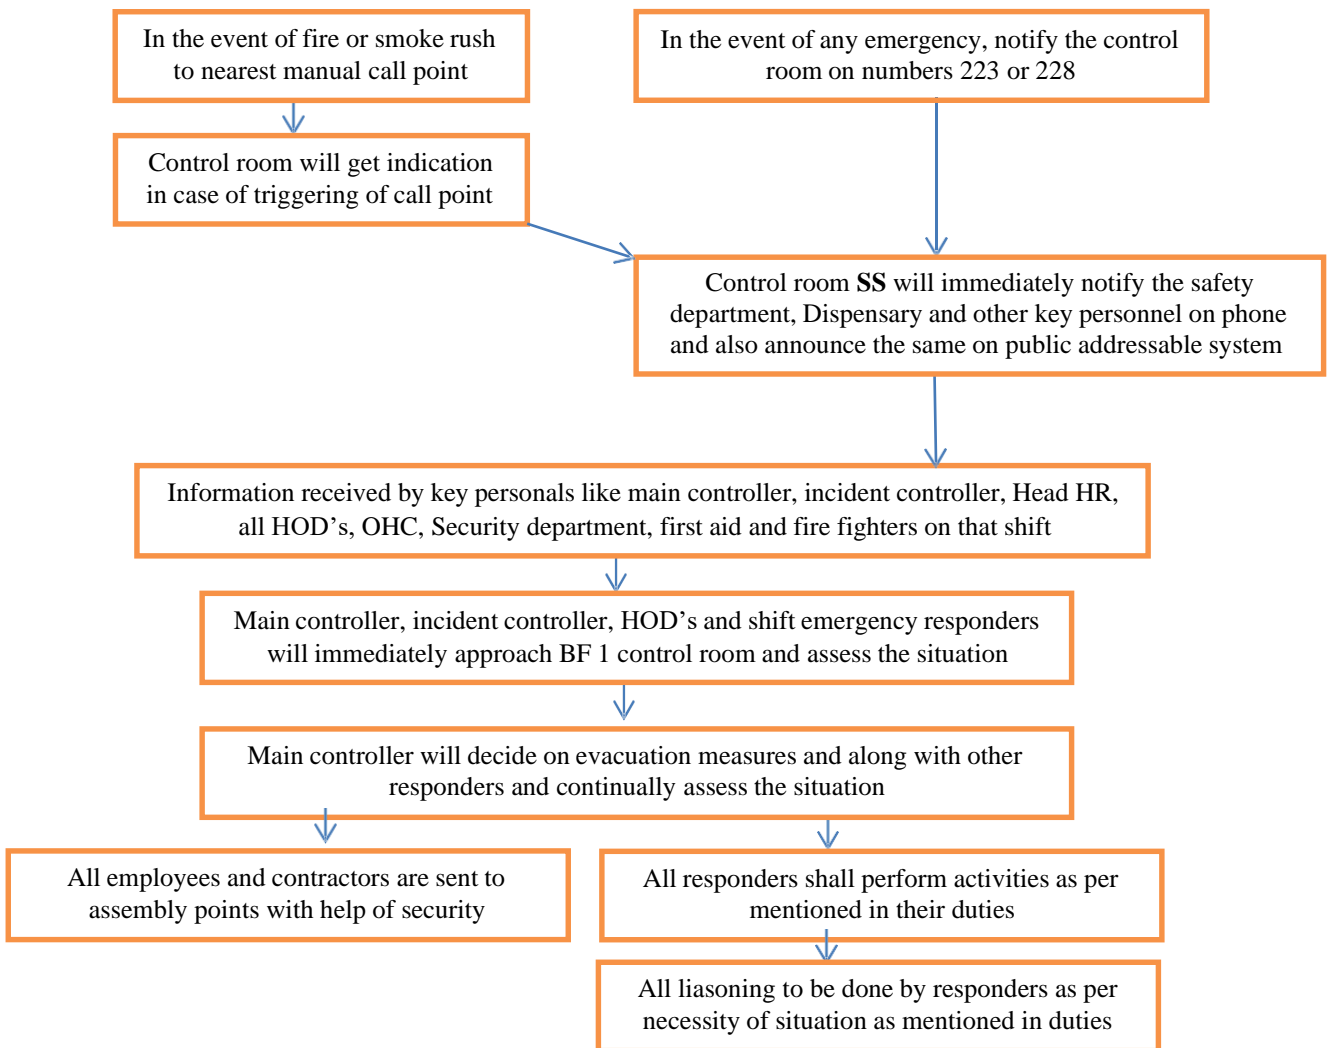 In the event of fire or smoke rush
to nearest manual call point
In the event of any emergency, notify the control
room on numbers 223 or 228
Control room will get indication
in case of triggering of call point
Control room SS will immediately notify the safety
department, Dispensary and other key personnel on phone
and also announce the same on public addressable system
Information received by key personals like main controller, incident controller, Head HR,
all HOD’s, OHC, Security department, first aid and fire fighters on that shift
Main controller, incident controller, HOD’s and shift emergency responders
will immediately approach BF 1 control room and assess the situation
Main controller will decide on evacuation measures and along with other
responders and continually assess the situation
All employees and contractors are sent to
assembly points with help of security
All responders shall perform activities as per
mentioned in their duties
All liasoning to be done by responders as per
necessity of situation as mentioned in duties